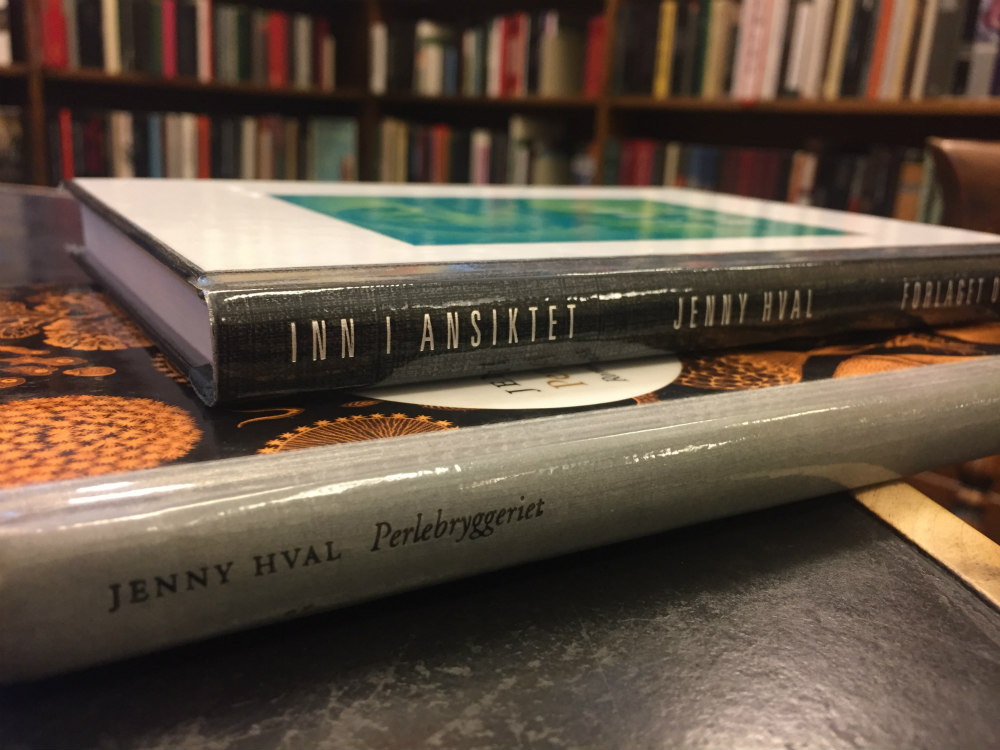 INN I ANSIKTET JENNY HVAL FORLAGET
JENNY HVAL Perlebryggeriet